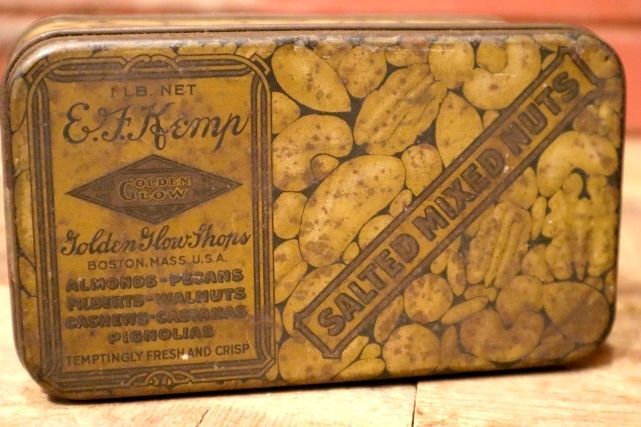 1 LB. NET
E.F. Kemp
GOLDEN
GLOW
Golden Glow Shops
BOSTON. MASS. U.S.A.
ALMONDS - PECANS
FILBERTS - WALNUTS
CASHEWS - CASTANAS
PIGNOLIAS
TEMPTINGLY FRESH AND CRISP
SALTED MIXED NUTS